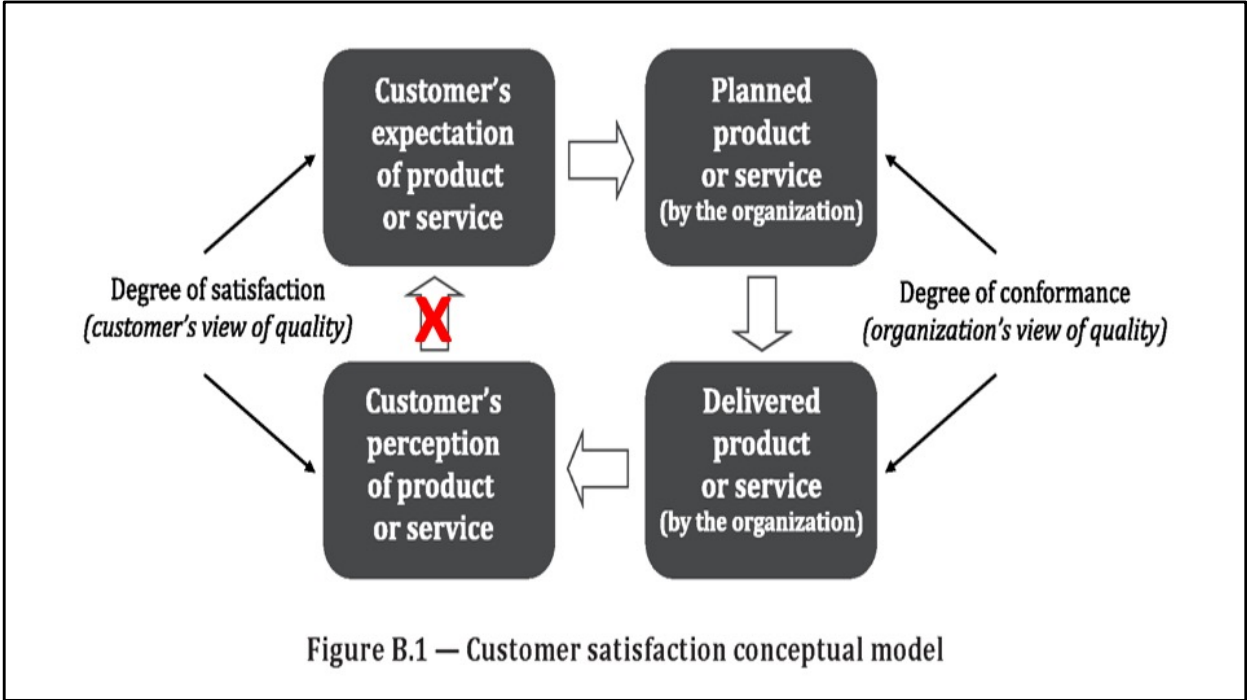 Customer's
expectation
of product
or service
Planned
product
or service
(by the organization)
Degree of satisfaction
(customer's view of quality)
X
Degree of conformance
(organization's view of quality)
Customer's
perception
of product
or service
Delivered
product
or service
(by the organization)
Figure B.1 — Customer satisfaction conceptual model